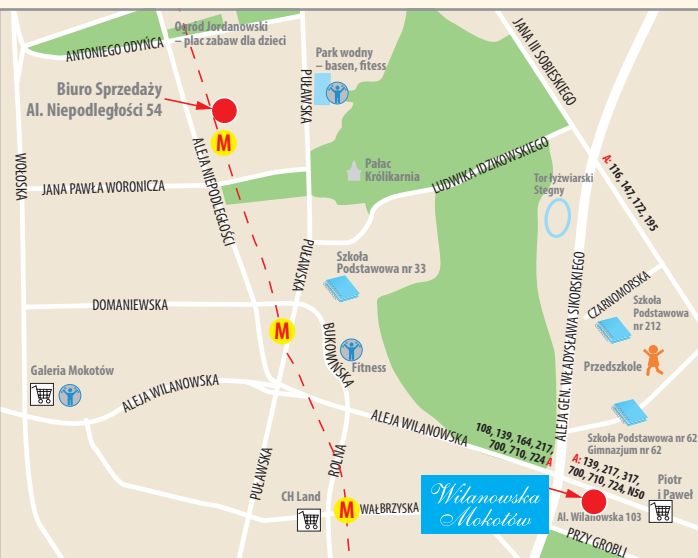 Ogród Jordanowski
– plac zabaw dla dzieci
ANTONIEGO ODYŃCA
Biuro Sprzedaży
Al. Niepodległości 54
M
Park wodny
– basen, fitess
PUŁAWSKA
JANA III SOBIESKIEGO
WOŁOSKA
ALEJA NIEPODLEGŁOŚCI
JANA PAWŁA WORONICZA
Pałac
Królikarnia
LUDWIKA IDZIKOWSKIEGO
A: 116, 147, 172, 195
Tor łyżwiarski
Stegny
PUŁAWSKA
Szkoła
Podstawowa nr 33
DOMANIEWSKA
M
BUKOWIŃSKA
Fitness
ALEJA GEN. WŁADYSŁAWA SIKORSKIEGO
CZARNOMORSKA
Szkoła
Podstawowa
nr 212
Przedszkole
Galeria Mokotów
ALEJA WILANOWSKA
ALEJA WILANOWSKA
108, 139, 164, 217,
700, 710, 724 A
Szkoła Podstawowa nr 62
Gimnazjum nr 62
A: 139, 217, 317,
700, 710, 724, N50
PUŁAWSKA
ROLNA
CH Land
M
WAŁBRZYSKA
Wilanowska
Mokotów
Al. Wilanowska 103
Piotr
i Paweł
PRZY GROBLI